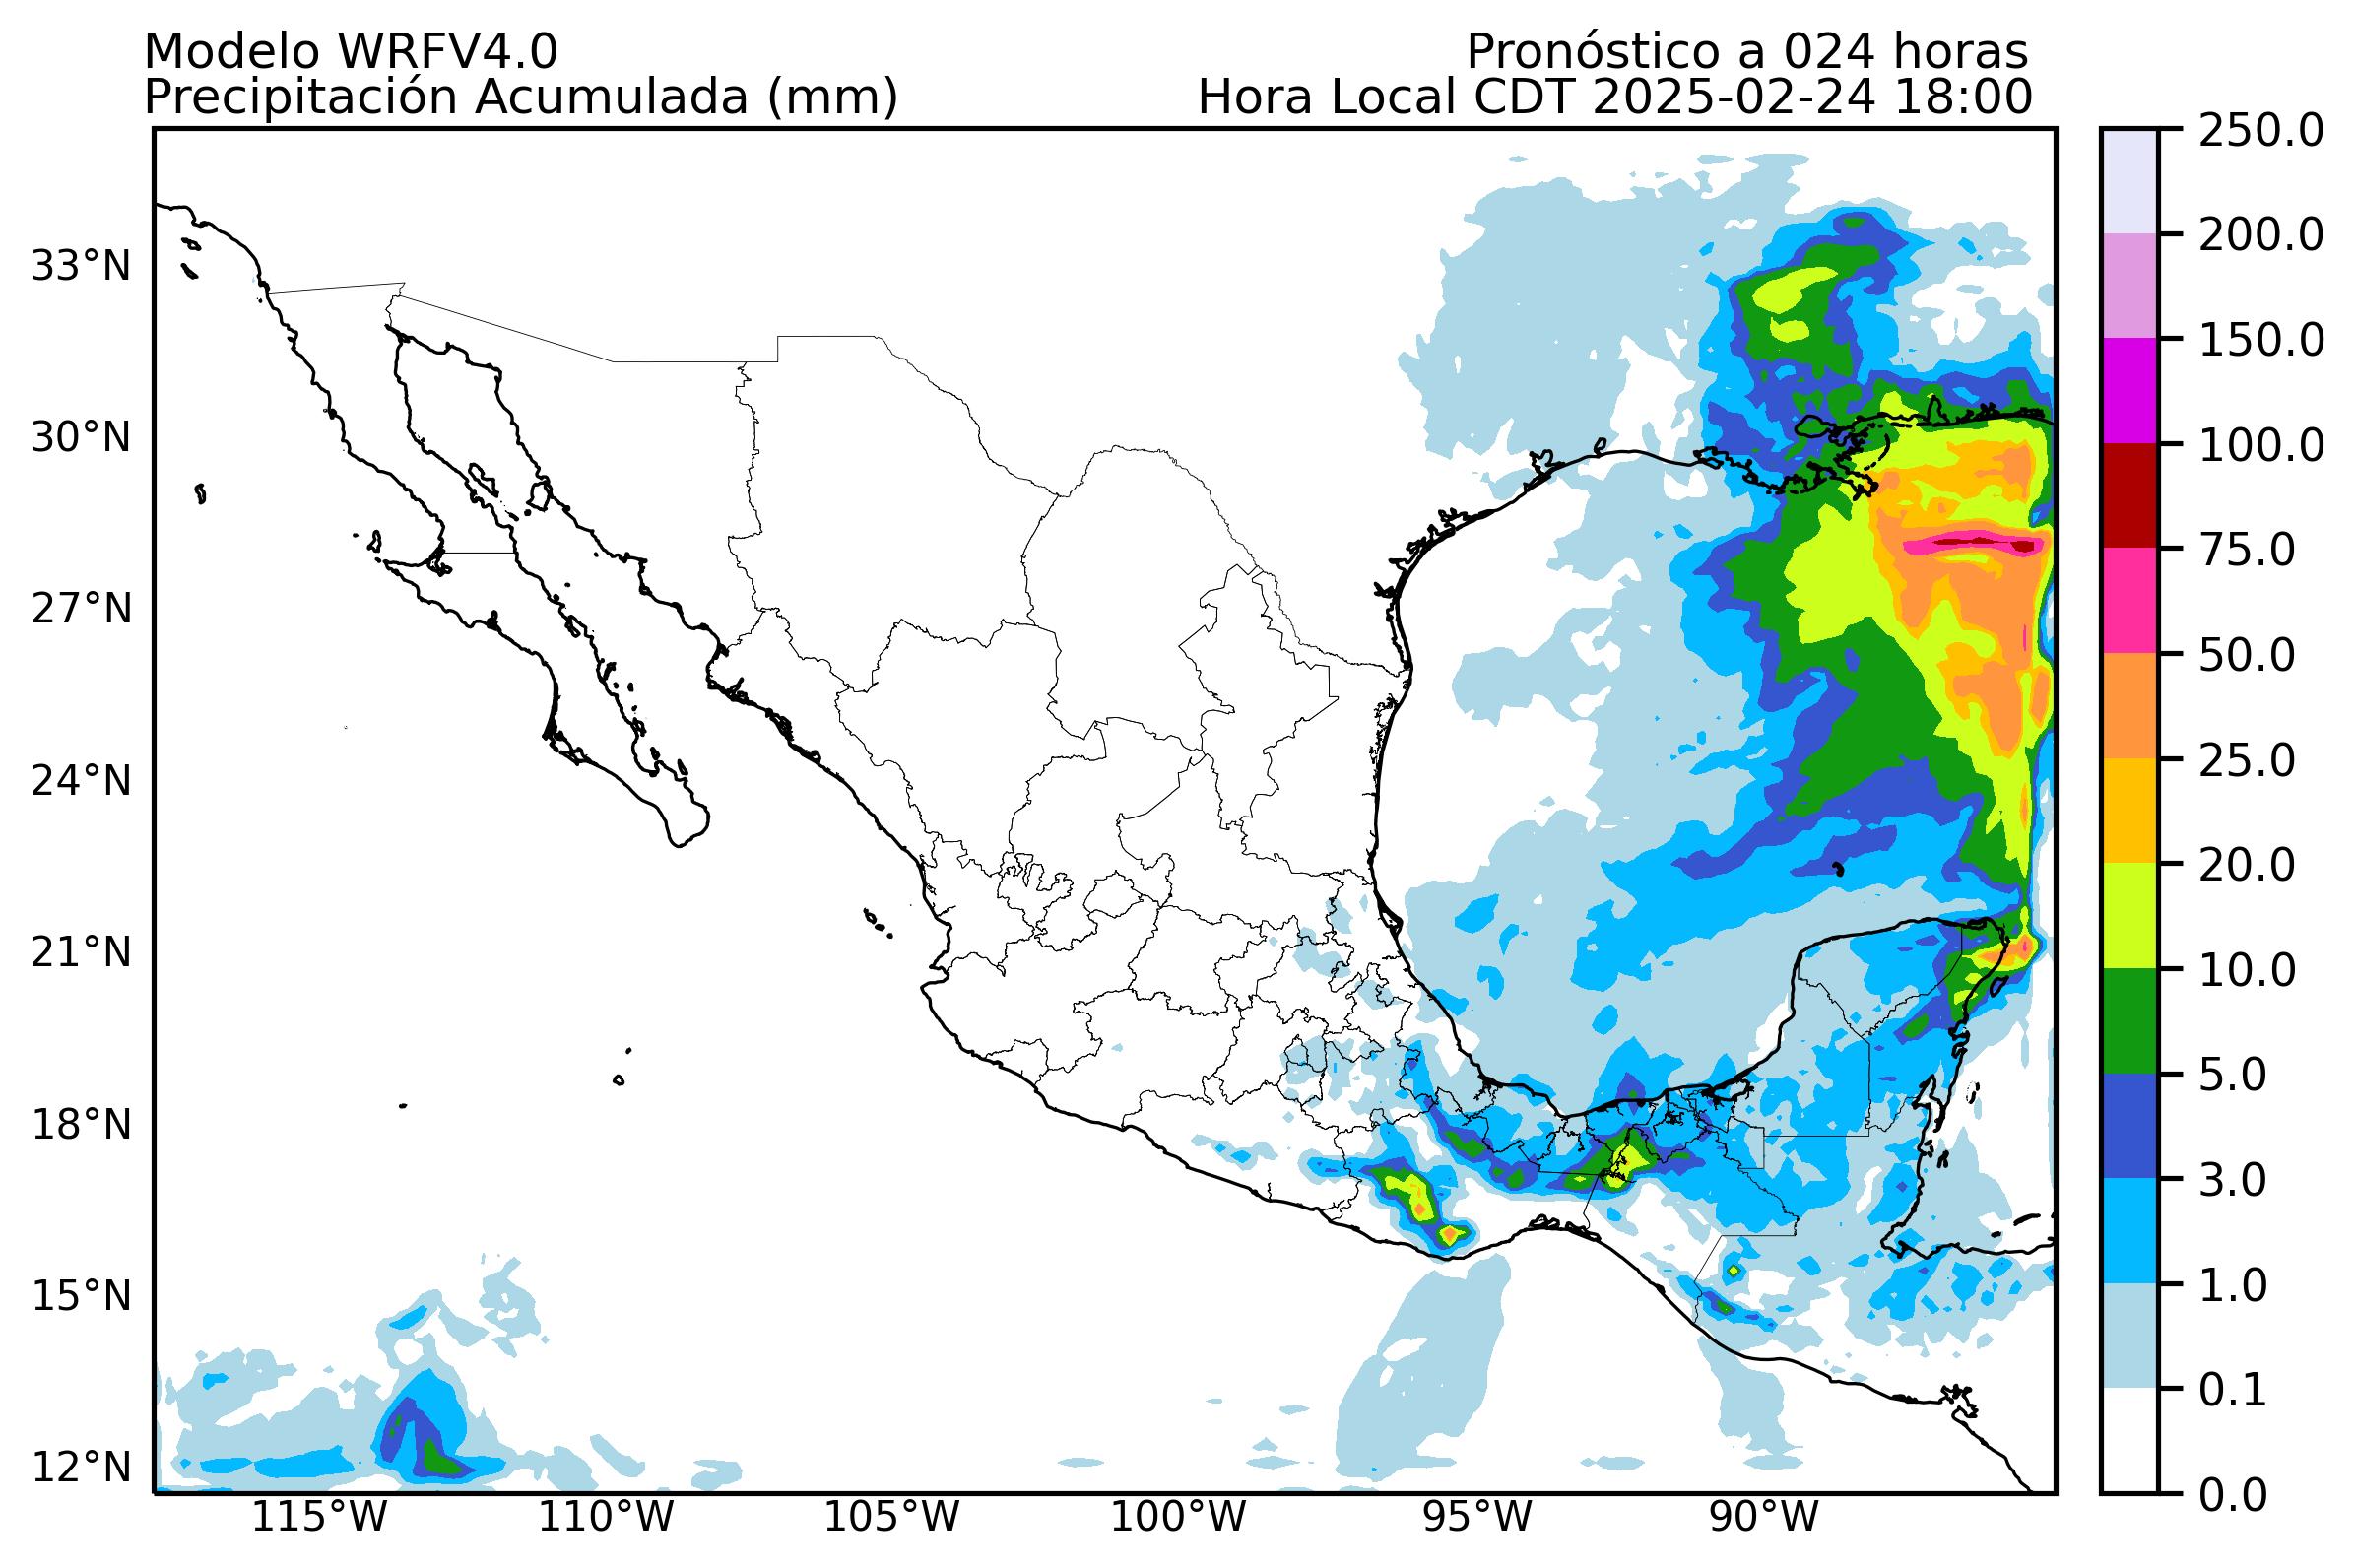 Modelo WRFV4.0
Pronóstico a 024 horas
Precipitación Acumulada (mm)
Hora Local CDT 2025-02-24 18:00
33°N
30°N
27°N
24°N
21°N
18°N
15°N
12°N
115°W
110°W
105°W
100°W
95°W
90°W
250.0
200.0
150.0
100.0
75.0
50.0
25.0
20.0
10.0
5.0
3.0
1.0
0.1
0.0